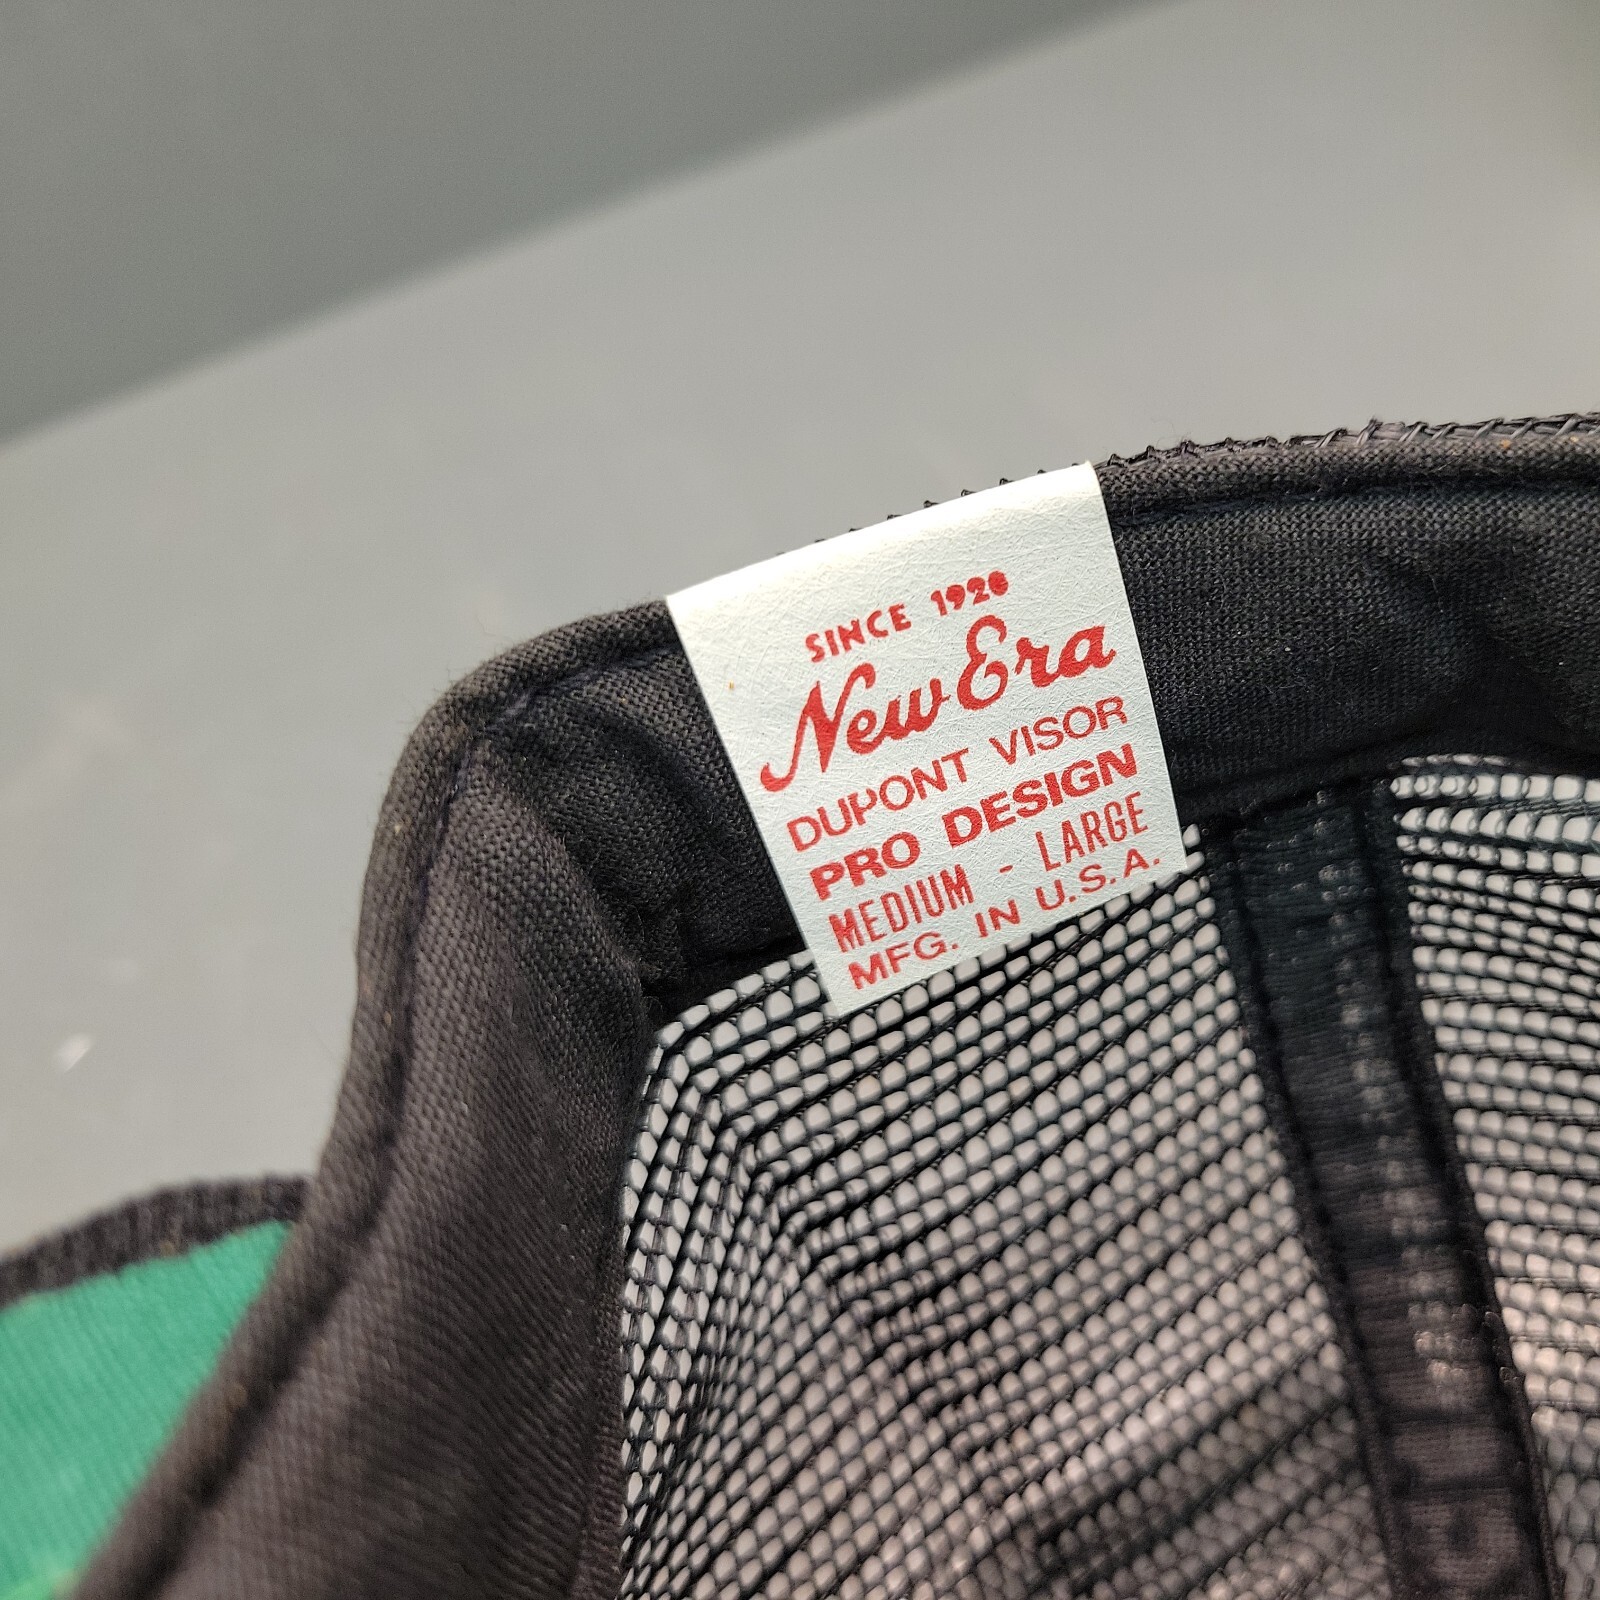 SINCE 1920
New Era
DUPONT VISOR
PRO DESIGN
MEDIUM - LARGE
MFG. IN U.S.A.